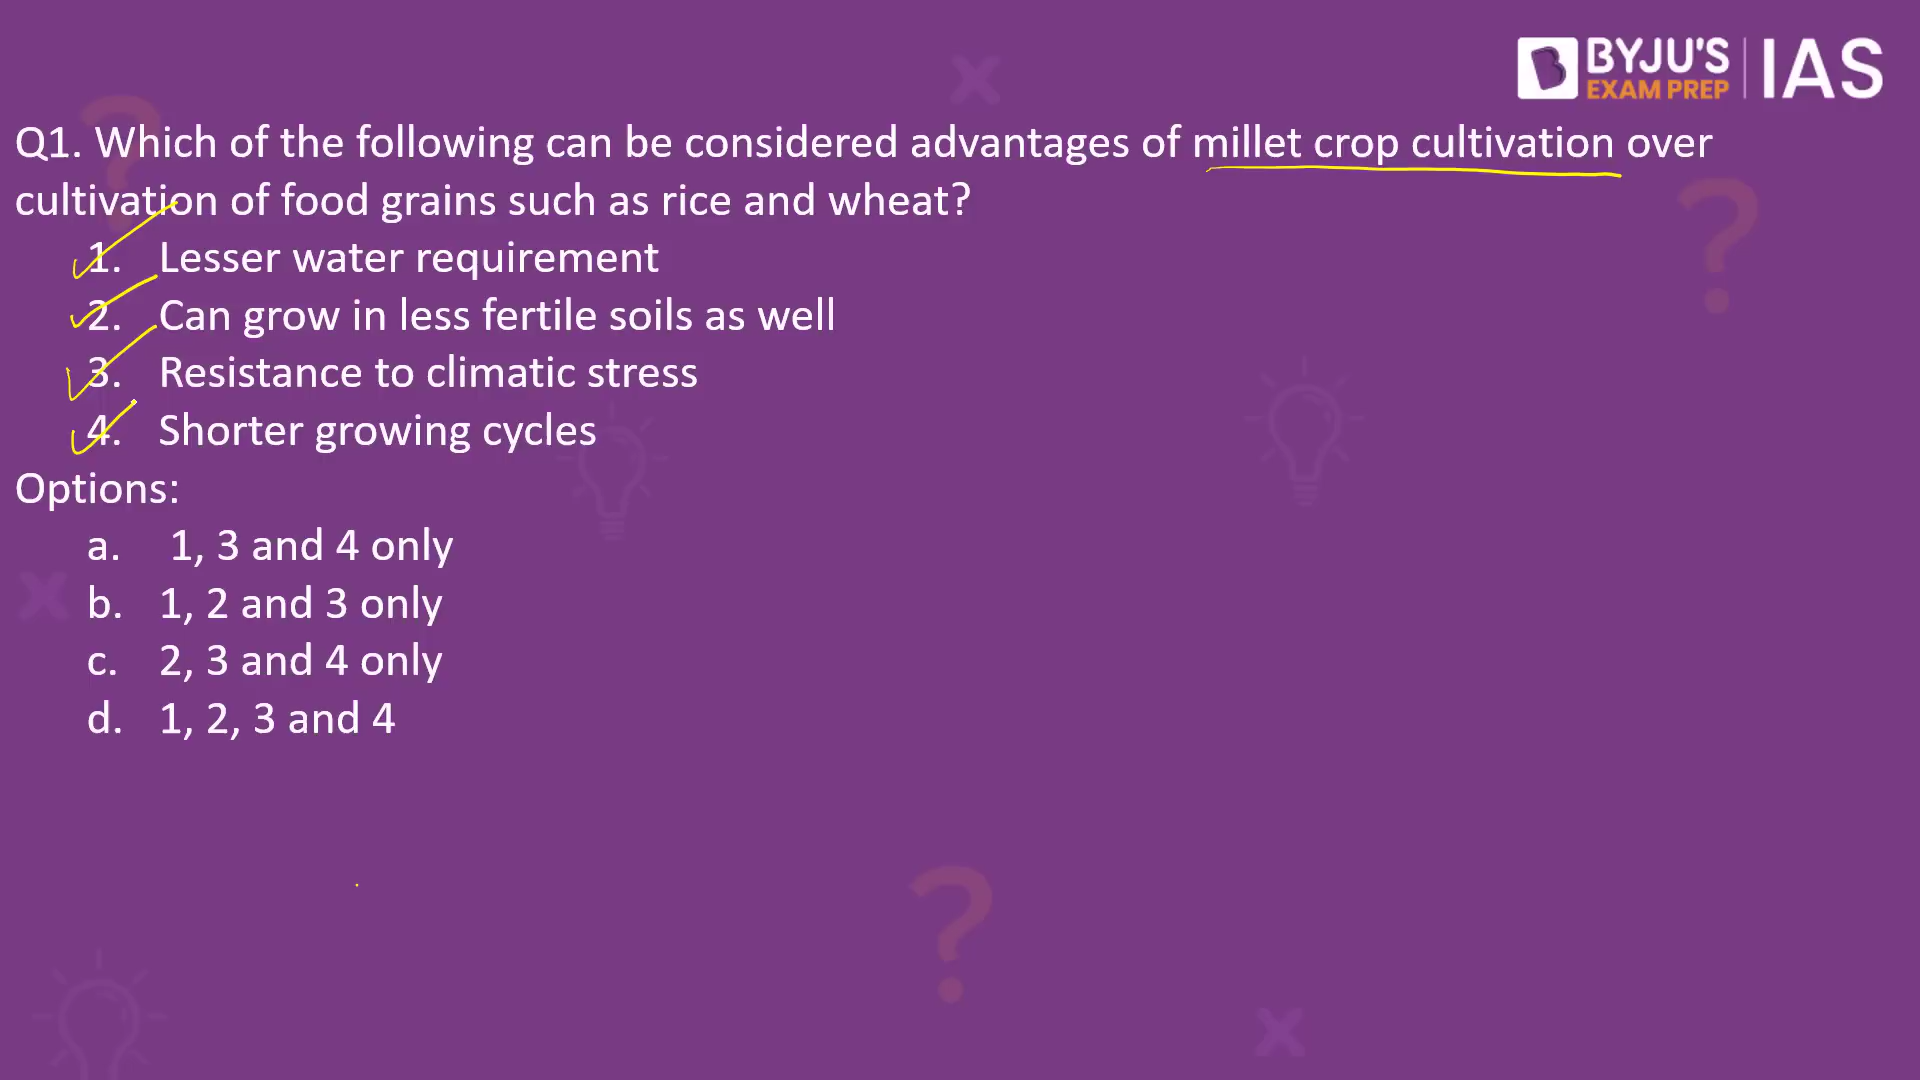 BYJU'S
EXAM PREP
IAS
Q1. Which of the following can be considered advantages of millet crop cultivation over
cultivation of food grains such as rice and wheat?
1. Lesser water requirement
2. Can grow in less fertile soils as well
3. Resistance to climatic stress
4. Shorter growing cycles
Options:
a. 1, 3 and 4 only
b. 1, 2 and 3 only
c. 2, 3 and 4 only
d. 1, 2, 3 and 4